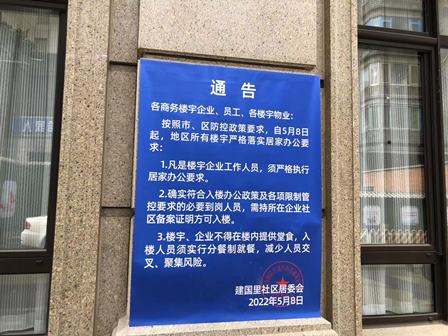 通 告
各商务楼宇企业、员工、各楼宇物业：
按照市、区防控政策要求，自5月8日
起，地区所有楼宇严格落实居家办公要
求：
1.凡是楼宇企业工作人员，须严格执行
居家办公要求。
2.确实符合入楼办公政策及各项限制管
控要求的必要到岗人员，需持所在企业社
区备案证明方可入楼。
3.楼宇、企业不得在楼内提供堂食，入
楼人员须实行分餐制就餐，减少人员交
叉、聚集风险。
建国里社区居委会
2022年5月8日